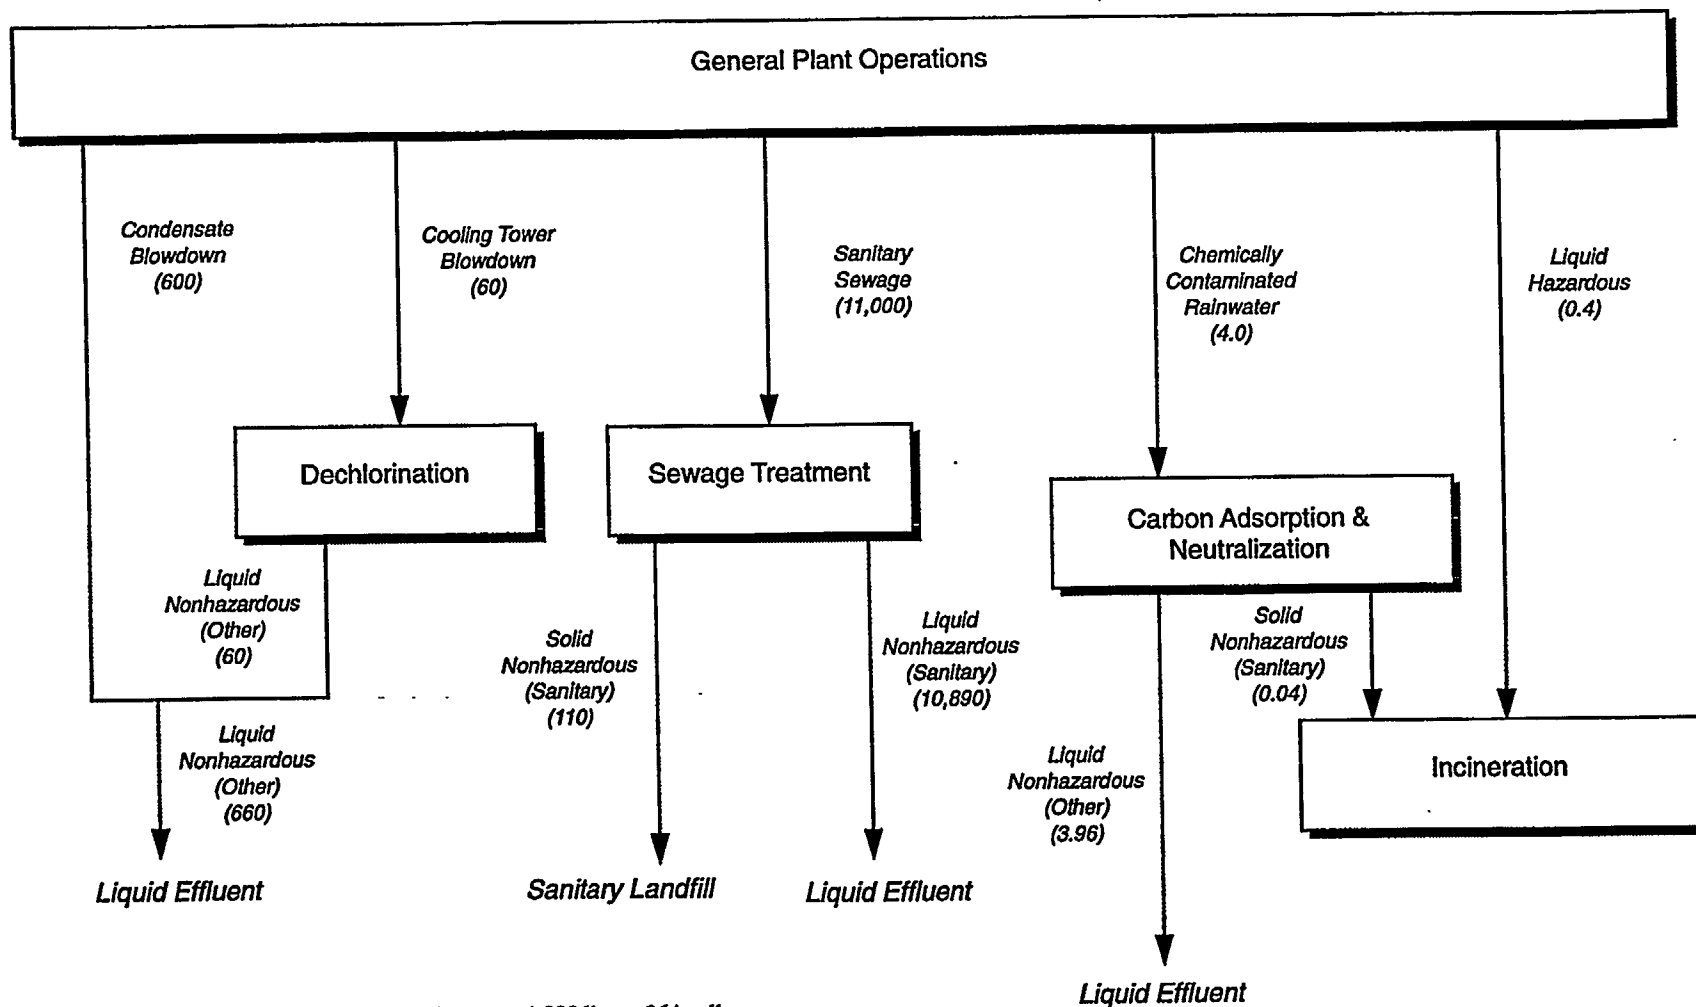 General Plant Operations
Condensate
Blowdown
(600)
Cooling Tower
Blowdown
(60)
Sanitary
Sewage
(11,000)
Chemically
Contaminated
Rainwater
(4.0)
Liquid
Hazardous
(0.4)
Dechlorination
Sewage Treatment
Carbon Adsorption &
Neutralization
Liquid
Nonhazardous
(Other)
(60)
Solid
Nonhazardous
(Sanitary)
(110)
Liquid
Nonhazardous
(Sanitary)
(10,890)
Solid
Nonhazardous
(Sanitary)
(0.04)
Liquid
Nonhazardous
(Other)
(660)
Liquid
Nonhazardous
(Other)
(3.96)
Incineration
Liquid Effluent
Sanitary Landfill
Liquid Effluent
Liquid Effluent